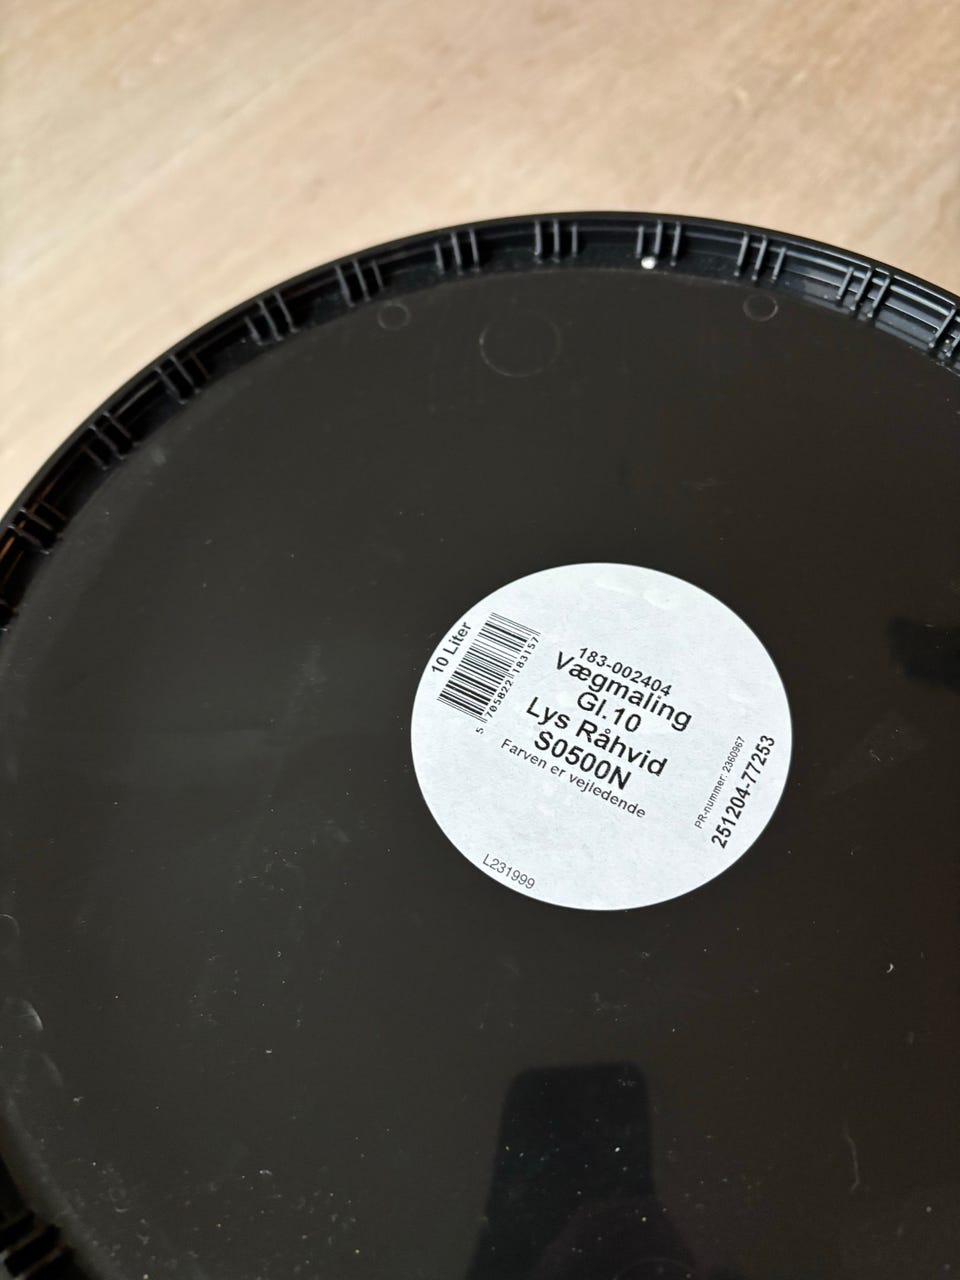 10 Liter
5 705822 183157
183-002404
Vægmaling
Gl.10
Lys Råhvid
S0500N
Farven er vejledende
PR-nummer: 2360967
251204-77253
L231999